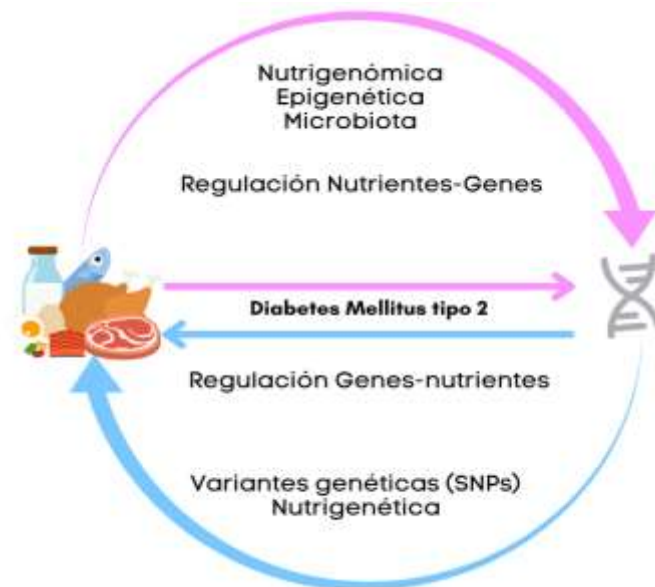 Nutrigenómica
Epigenética
Microbiota
Regulación Nutrientes-Genes
Diabetes Mellitus tipo 2
Regulación Genes-nutrientes
Variantes genéticas (SNPs)
Nutrigenética